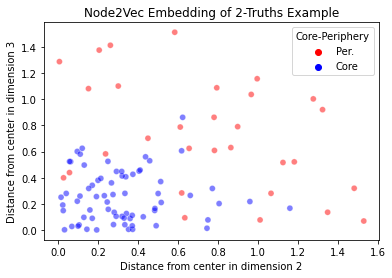 Node2Vec Embedding of 2-Truths Example
Core-Periphery
Per.
Core
Distance from center in dimension 3
1.4
1.2
1.0
0.8
0.6
0.4
0.2
0.0
0.0 0.2 0.4 0.6 0.8 1.0 1.2 1.4 1.6
Distance from center in dimension 2